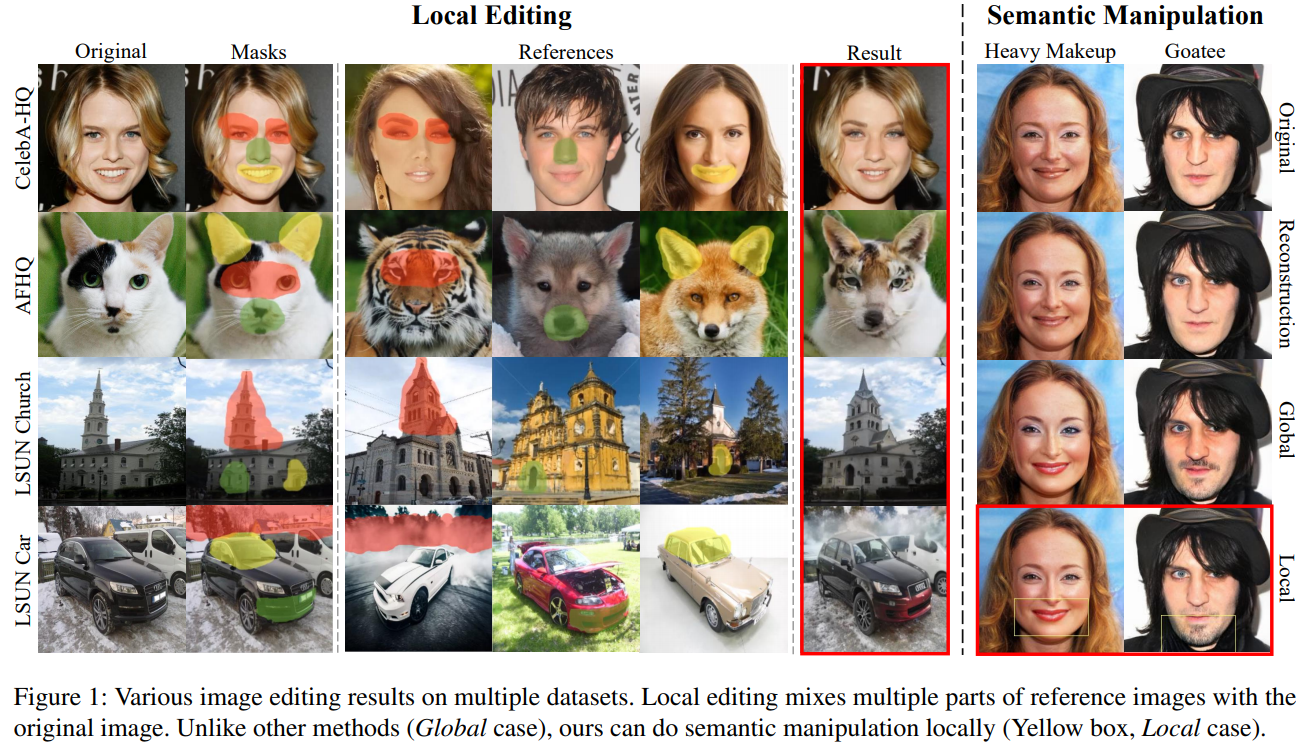 Local Editing
Semantic Manipulation
Original
Masks
References
Result
Heavy Makeup
Goatee
CelebA-HQ
AFHQ
LSUN Church
LSUN Car
Original
Reconstruction
Global
Local
Figure 1: Various image editing results on multiple datasets. Local editing mixes multiple parts of reference images with the
original image. Unlike other methods (Global case), ours can do semantic manipulation locally (Yellow box, Local case).